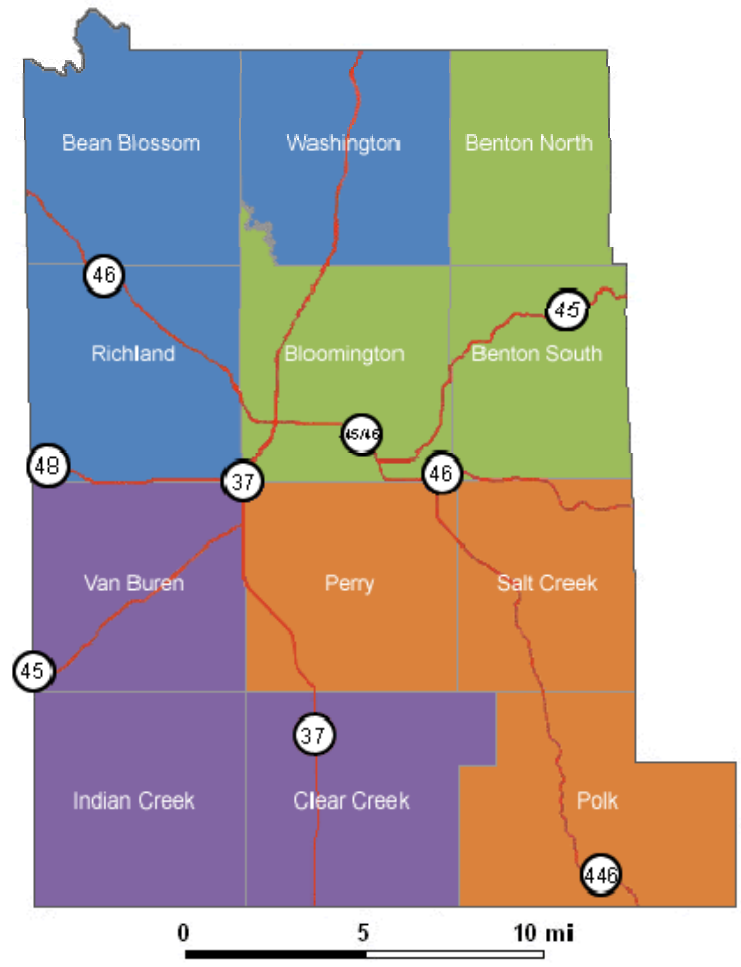 Bean Blossom
Washington
Benton North
46
45
Richland
Bloomington
Benton South
45/46
48
37
46
Van Buren
Perry
Salt Creek
45
37
Indian Creek
Clear Creek
Polk
446
0 5 10 mi